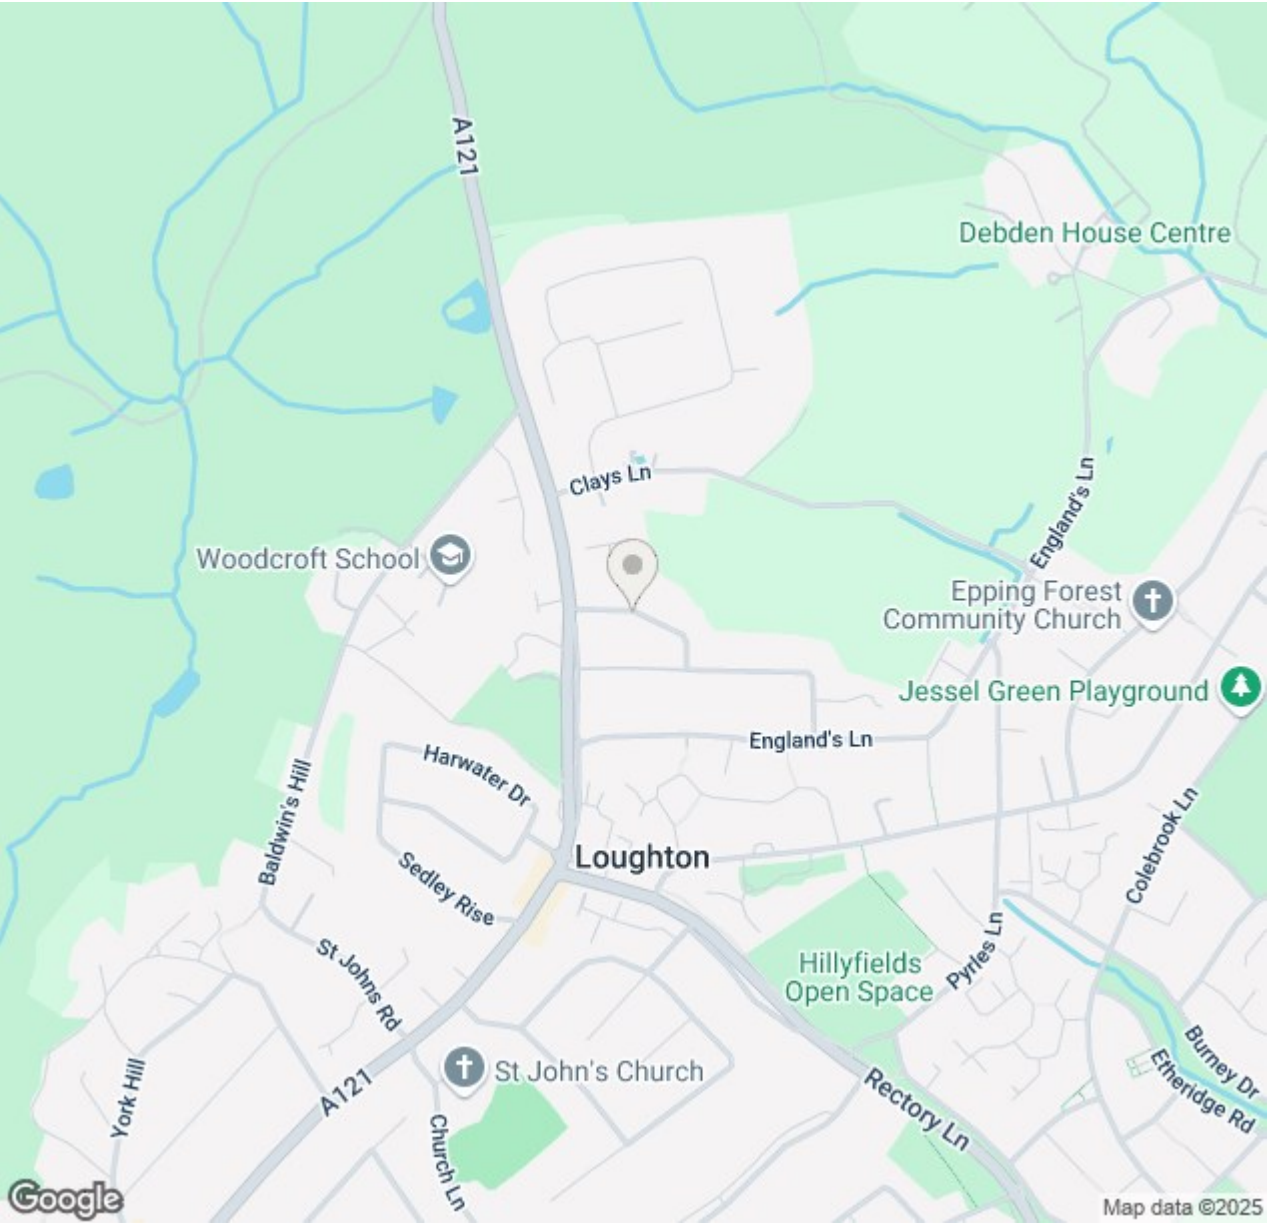 A121
Debden House Centre
Clays Ln
England's Ln
Woodcroft School
Epping Forest
Community Church
Jessel Green Playground
England's Ln
Harwater Dr
Baldwin's Hill
Colebrook Ln
Loughton
Sedley Rise
St Johns Rd
Pyrles Ln
Hillyfields
Open Space
Burney Dr
Etheridge Rd
York Hill
A121
St John's Church
Rectory Ln
Church Ln
Google
Map data ©2025